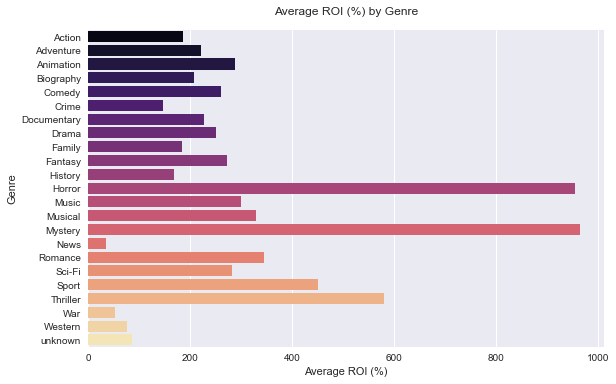 Average ROI (%) by Genre
Genre
Action
Adventure
Animation
Biography
Comedy
Crime
Documentary
Drama
Family
Fantasy
History
Horror
Music
Musical
Mystery
News
Romance
Sci-Fi
Sport
Thriller
War
Western
unknown
0 200 400 600 800 1000
Average ROI (%)